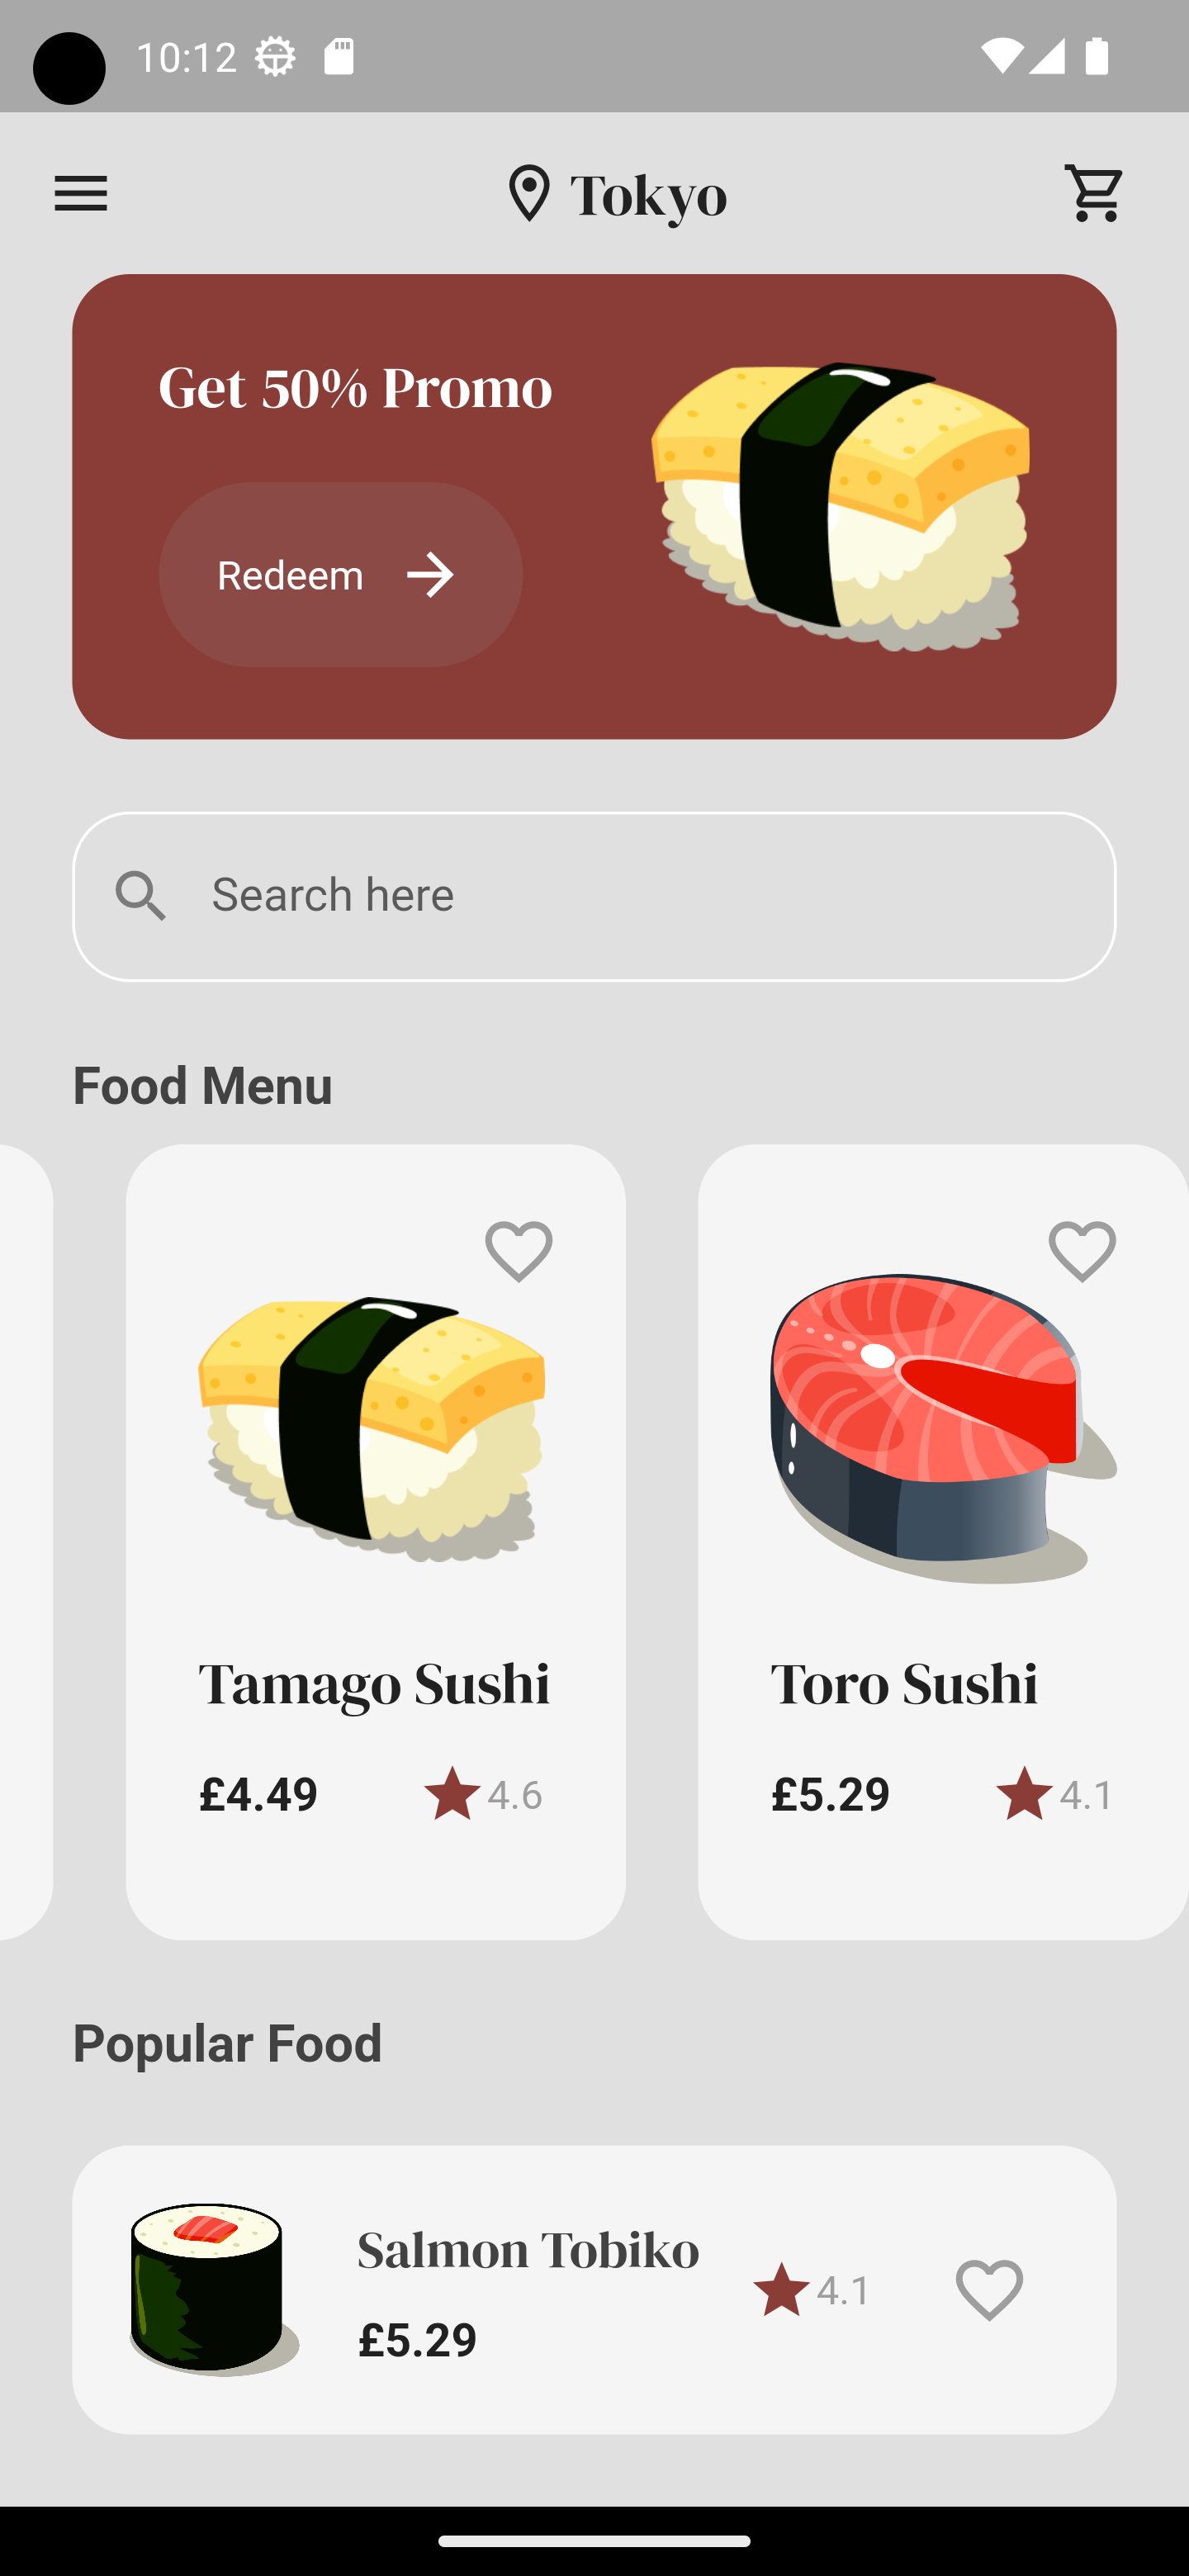 10:12
Tokyo
Get 50% Promo
Redeem
Search here
Food Menu
Tamago Sushi
£4.49
4.6
Toro Sushi
£5.29
4.1
Popular Food
Salmon Tobiko
£5.29
4.1